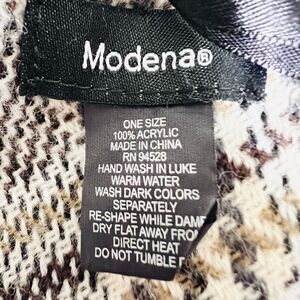 Modena®
ONE SIZE
100% ACRYLIC
MADE IN CHINA
RN 94528
HAND WASH IN LUKE
WARM WATER
WASH DARK COLORS
SEPARATELY
RE-SHAPE WHILE DAMP
DRY FLAT AWAY FROM
DIRECT HEAT
DO NOT TUMBLE